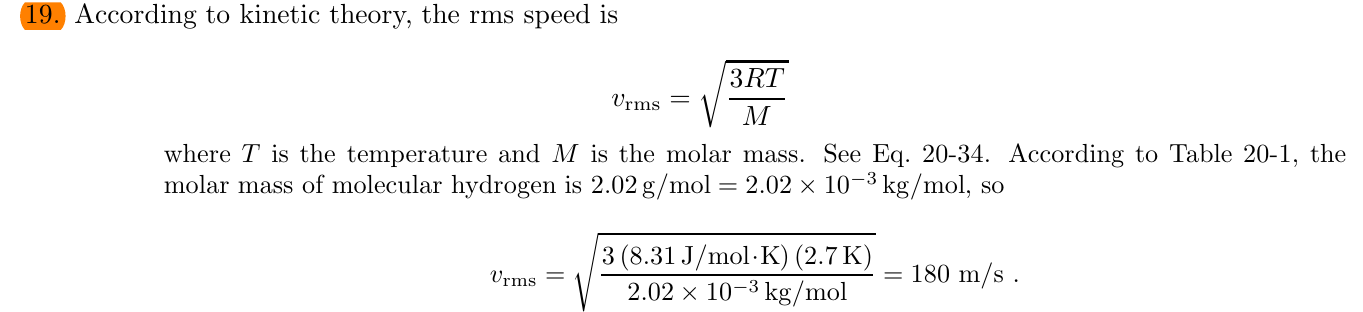 19. According to kinetic theory, the rms speed is
v_rms = √(3RT / M)
where T is the temperature and M is the molar mass. See Eq. 20-34. According to Table 20-1, the
molar mass of molecular hydrogen is 2.02 g/mol = 2.02 × 10⁻³ kg/mol, so
v_rms = √(3 (8.31 J/mol·K) (2.7 K) / 2.02 × 10⁻³ kg/mol) = 180 m/s .